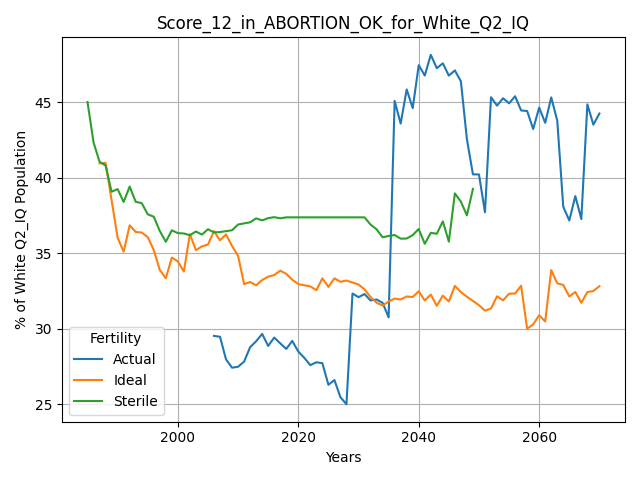 Score_12_in_ABORTION_OK_for_White_Q2_IQ
% of White Q2_IQ Population
45
40
35
30
25
Fertility
Actual
Ideal
Sterile
2000
2020
2040
2060
Years